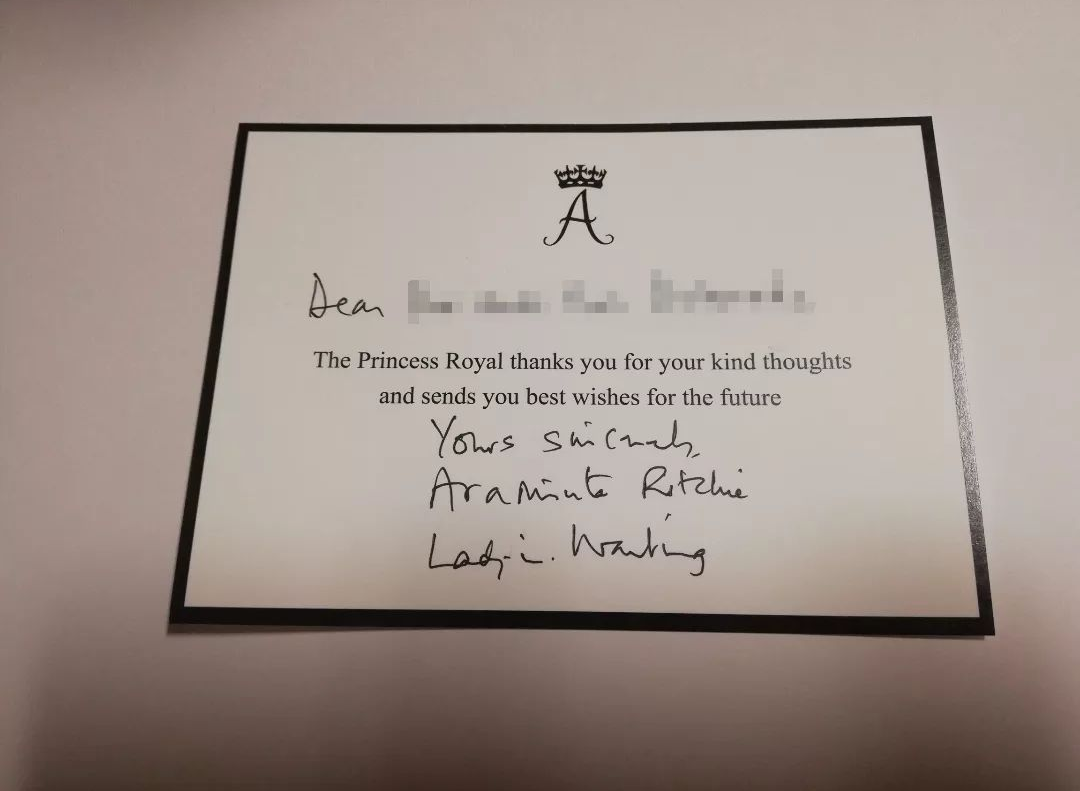 A
Dear
The Princess Royal thanks you for your kind thoughts
and sends you best wishes for the future
Yours sincerely,
Araminta Ritchie
Lady-in-Waiting